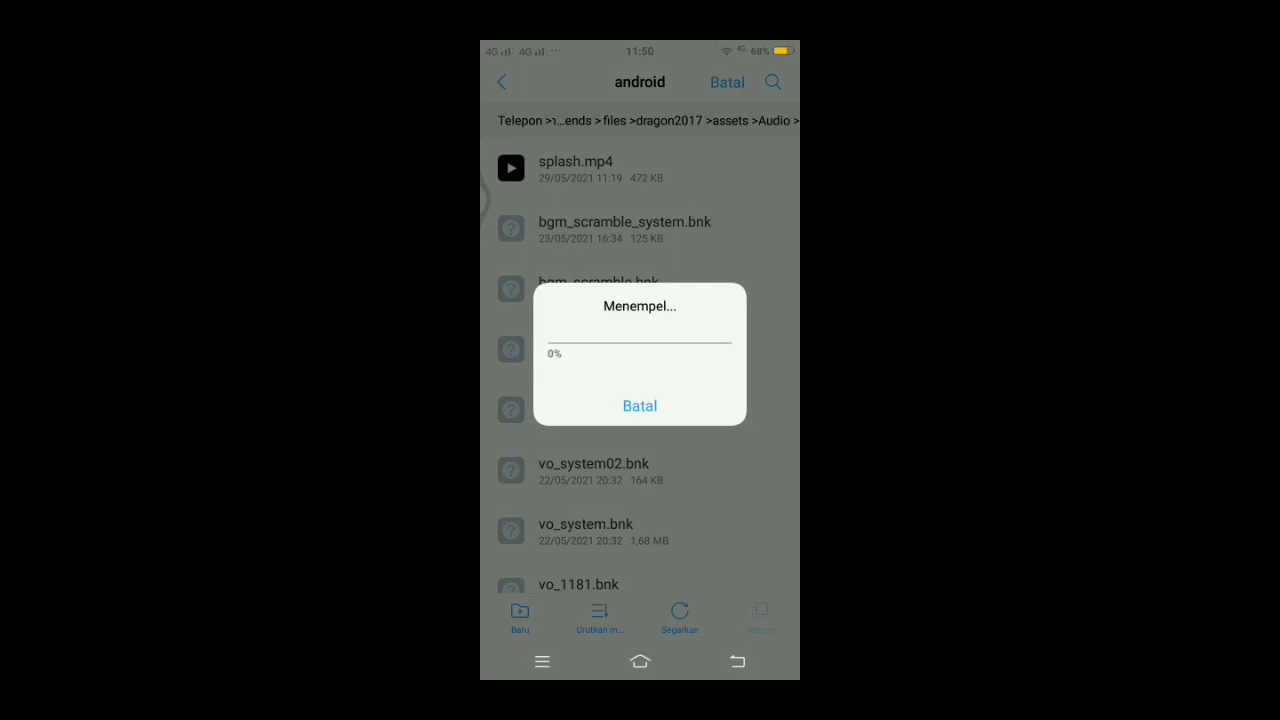 4G 4G ... 11:50 4G 68%
android Batal
Telepon >ı...ends >files >dragon2017 >assets >Audio >
splash.mp4
29/05/2021 11:19 472 KB
bgm_scramble_system.bnk
23/05/2021 16:34 125 KB
bgm_scramble.bnk
Menempel...
0%
Batal
vo_system02.bnk
22/05/2021 20:32 164 KB
vo_system.bnk
22/05/2021 20:32 1,68 MB
vo_1181.bnk
Baru Urutkan m... Segarkan